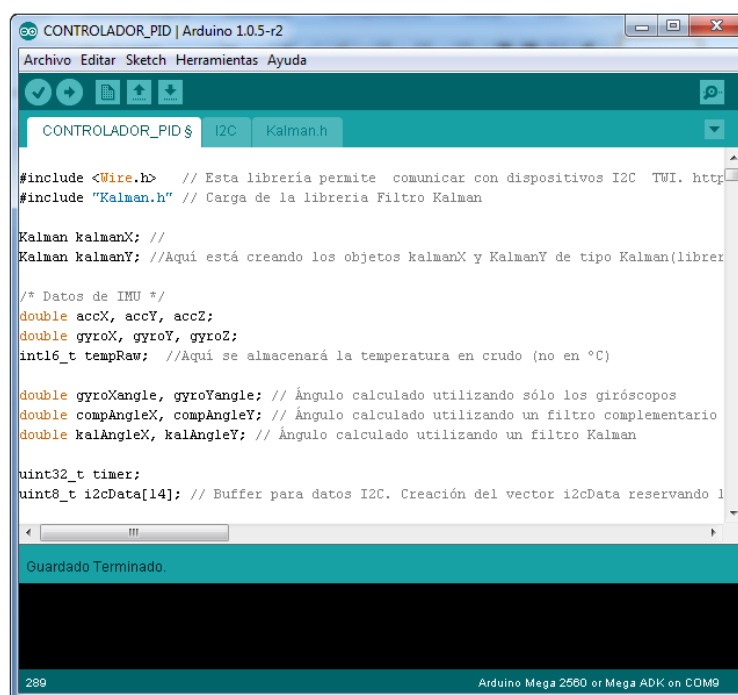 CONTROLADOR_PID | Arduino 1.0.5-r2
Archivo Editar Sketch Herramientas Ayuda
CONTROLADOR_PID § I2C Kalman.h
#include <Wire.h> // Esta librería permite comunicar con dispositivos I2C TWI. http
#include "Kalman.h" // Carga de la libreria Filtro Kalman
Kalman kalmanX; //
Kalman kalmanY; //Aquí está creando los objetos kalmanX y KalmanY de tipo Kalman(librer
/* Datos de IMU */
double accX, accY, accZ;
double gyroX, gyroY, gyroZ;
int16_t tempRaw; //Aquí se almacenará la temperatura en crudo (no en °C)
double gyroXangle, gyroYangle; // Ángulo calculado utilizando sólo los giróscopos
double compAngleX, compAngleY; // Ángulo calculado utilizando un filtro complementario
double kalAngleX, kalAngleY; // Ángulo calculado utilizando un filtro Kalman
uint32_t timer;
uint8_t i2cData[14]; // Buffer para datos I2C. Creación del vector i2cData reservando l
Guardado Terminado.
289 Arduino Mega 2560 or Mega ADK on COM9